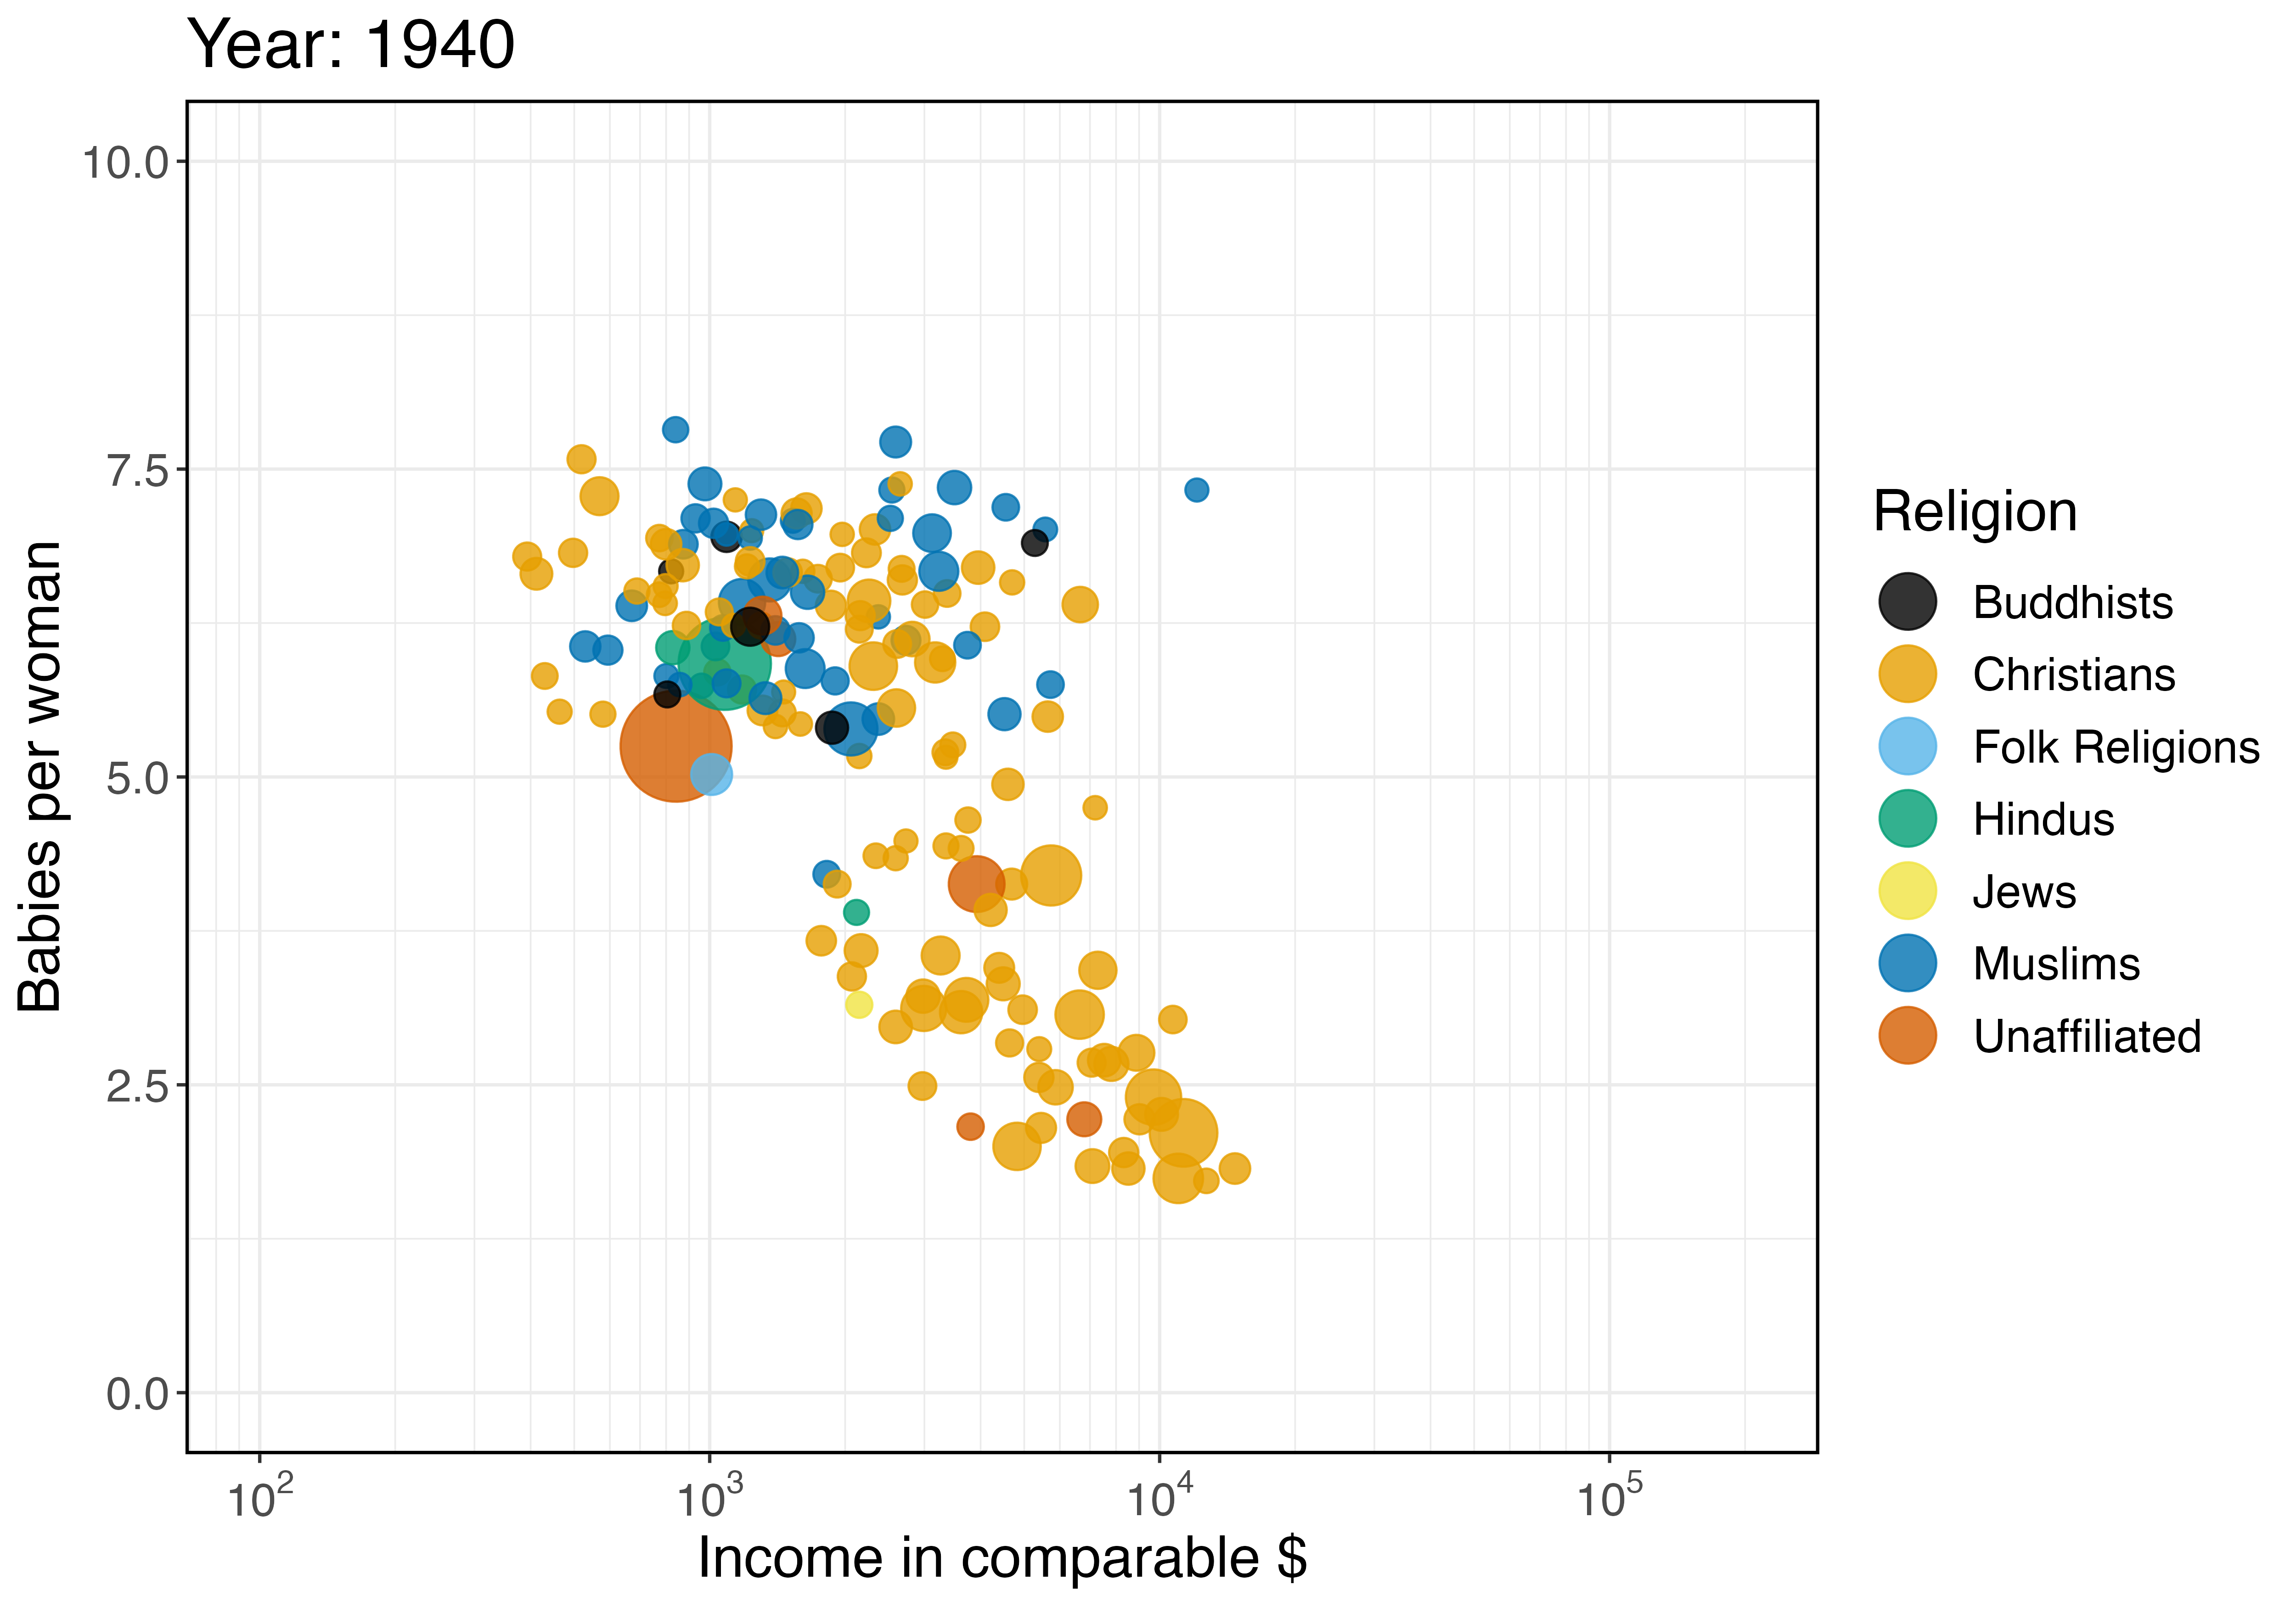 Year: 1940
10.0
7.5
5.0
2.5
0.0
Babies per woman
10²
10³
10⁴
10⁵
Income in comparable $
Religion
Buddhists
Christians
Folk Religions
Hindus
Jews
Muslims
Unaffiliated